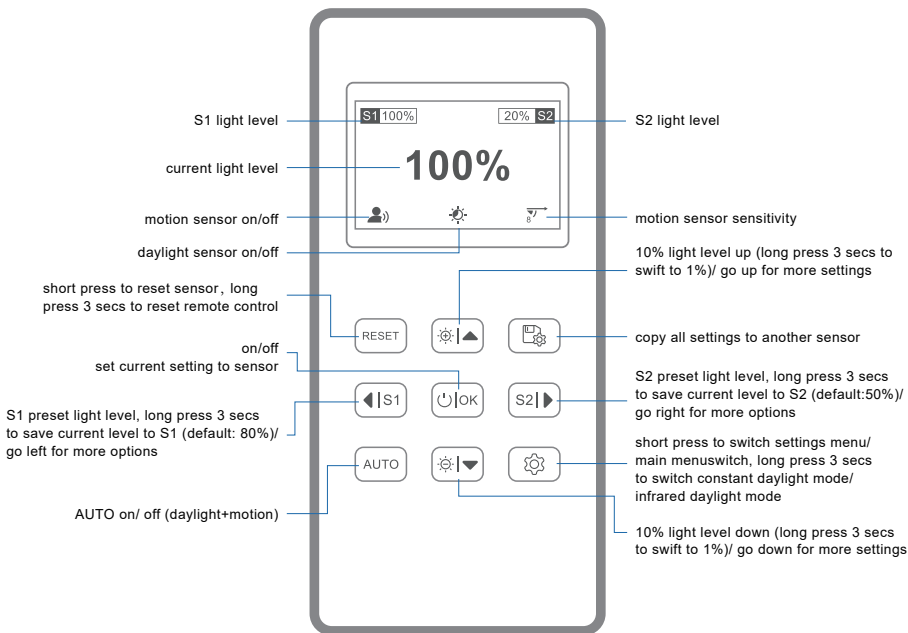 S1 light level
S1 100%
20% S2
S2 light level
current light level
100%
motion sensor on/off
B
motion sensor sensitivity
daylight sensor on/off
10% light level up (long press 3 secs to
swift to 1%)/ go up for more settings
short press to reset sensor, long
press 3 secs to reset remote control
RESET
copy all settings to another sensor
on/off
set current setting to sensor
S1
OK
S2
S2 preset light level, long press 3 secs
to save current level to S2 (default:50%)/
go right for more options
S1 preset light level, long press 3 secs
to save current level to S1 (default: 80%)/
go left for more options
AUTO
short press to switch settings menu/
main menuswitch, long press 3 secs
to switch constant daylight mode/
infrared daylight mode
AUTO on/ off (daylight+motion)
10% light level down (long press 3 secs
to swift to 1%)/ go down for more settings